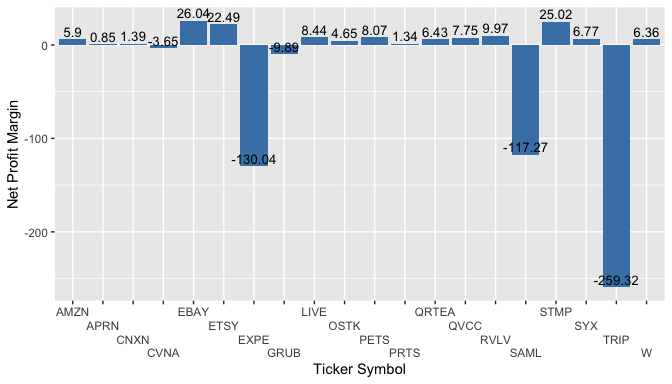 26.04
22.49
25.02
5.9 0.85 1.39 -3.65 -9.89 8.44 4.65 8.07 1.34 6.43 7.75 9.97 6.77 6.36
0
-100
-117.27
-130.04
-200
-259.32
Net Profit Margin
AMZN EBAY LIVE QRTEA STMP
APRN ETSY OSTK QVCC SYX
CNXN EXPE PETS RVLV TRIP
CVNA GRUB PRTS SAML W
Ticker Symbol